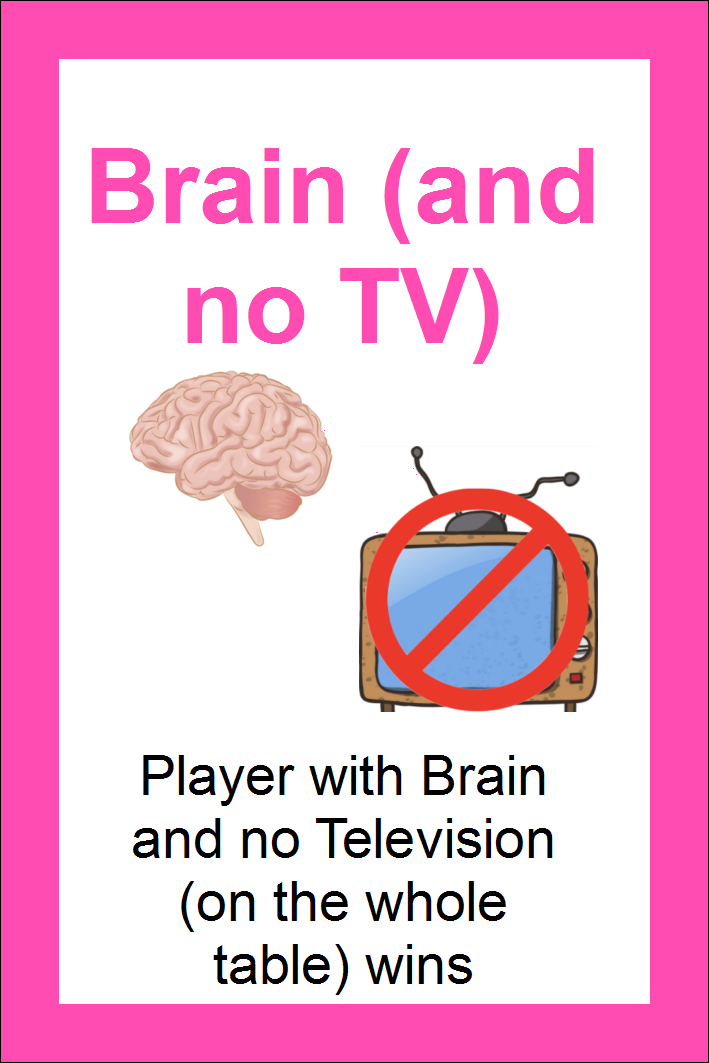 Brain (and
no TV)
Player with Brain
and no Television
(on the whole
table) wins